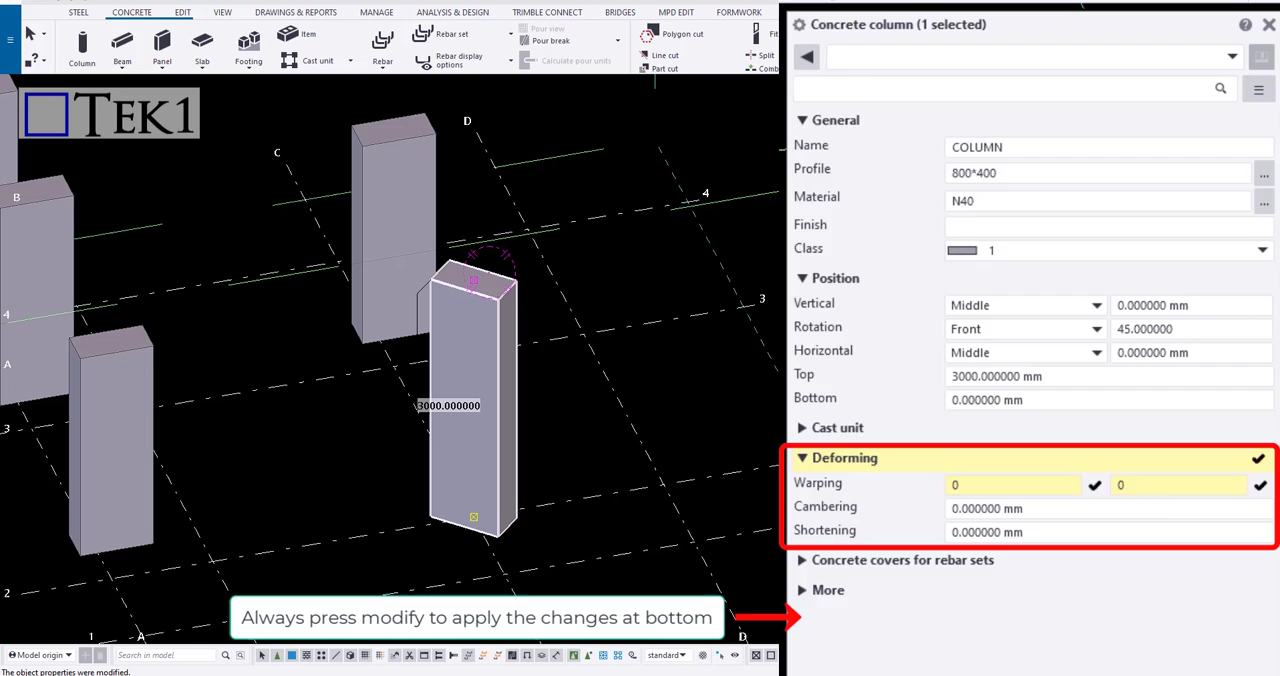 STEEL CONCRETE EDIT VIEW DRAWINGS & REPORTS MANAGE ANALYSIS & DESIGN TRIMBLE CONNECT BRIDGES MPD EDIT FORMWORK
Column Beam Panel Slab Footing
Item
Cast unit
Rebar
Rebar set
Rebar display options
Pour view
Pour break
Calculate pour units
Polygon cut
Line cut
Part cut
Fit
Split
Comb
TEK1
C
D
B
4
4
A
3
3
2
1
A
D
3000.000000
Always press modify to apply the changes at bottom
Model origin
Search in model
standard
The object properties were modified.
Concrete column (1 selected)
General
Name COLUMN
Profile 800*400 ...
Material N40 ...
Finish
Class 1
Position
Vertical Middle 0.000000 mm
Rotation Front 45.000000
Horizontal Middle 0.000000 mm
Top 3000.000000 mm
Bottom 0.000000 mm
Cast unit
Deforming
Warping 0 0
Cambering 0.000000 mm
Shortening 0.000000 mm
Concrete covers for rebar sets
More